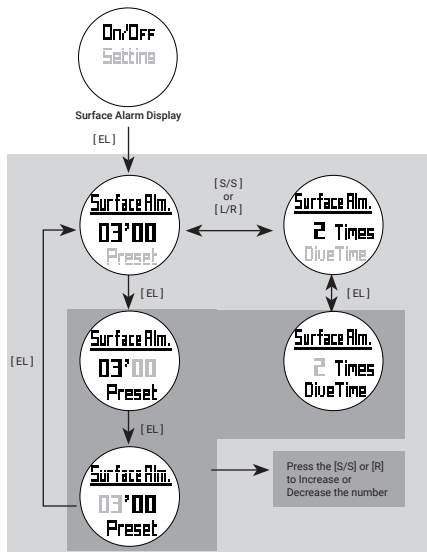 On/Off
Setting
Surface Alarm Display
[EL]
Surface Alm.
03'00
Preset
[S/S]
or
[L/R]
Surface Alm.
2 Times
DiveTime
[EL]
[EL]
Surface Alm.
03'00
Preset
Surface Alm.
2 Times
DiveTime
[EL]
[EL]
Surface Alm.
03'00
Preset
Press the [S/S] or [R]
to Increase or
Decrease the number